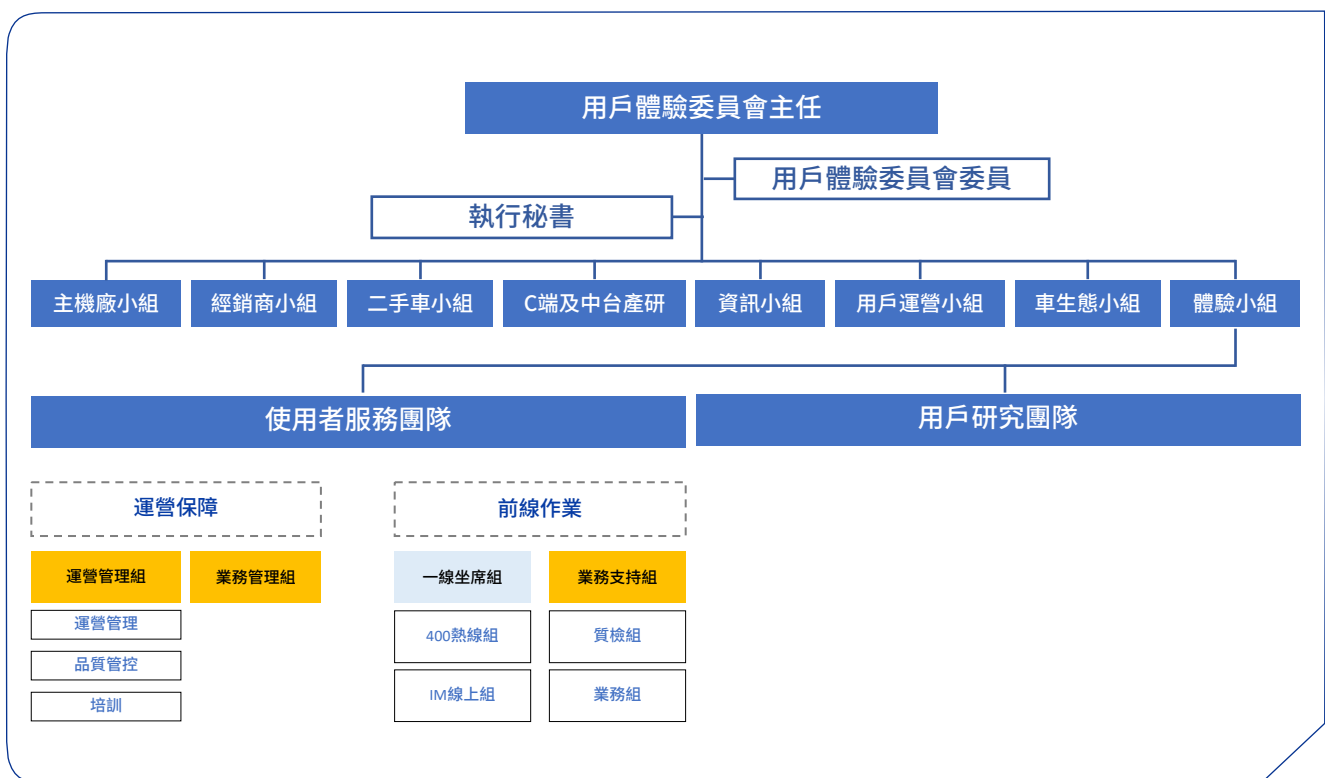 用戶體驗委員會主任
用戶體驗委員會委員
執行秘書
主機廠小組
經銷商小組
二手車小組
C端及中台產研
資訊小組
用戶運營小組
車生態小組
體驗小組
使用者服務團隊
用戶研究團隊
運營保障
前線作業
運營管理組
業務管理組
一線坐席組
業務支持組
運營管理
400熱線組
質檢組
品質管控
IM線上組
業務組
培訓